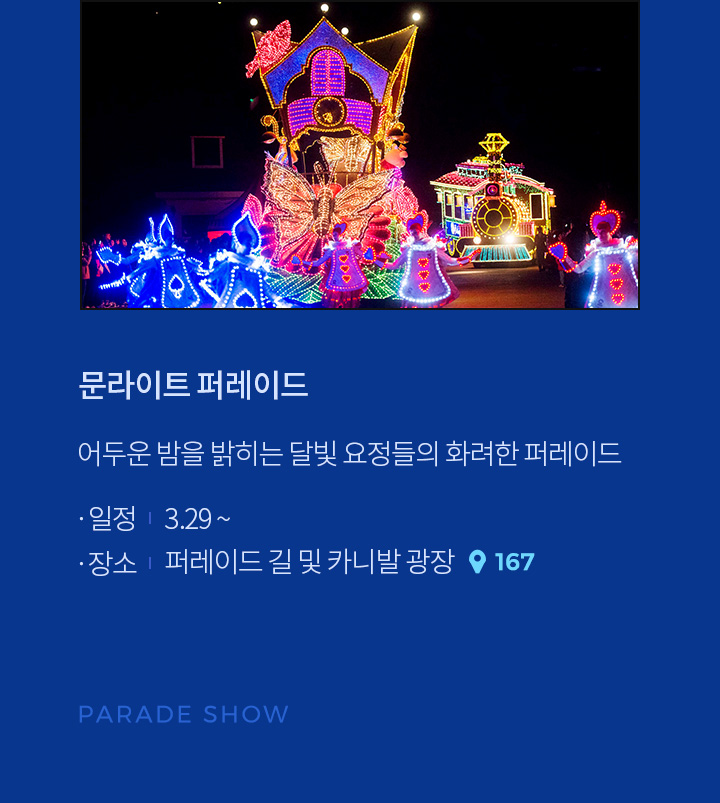 문라이트 퍼레이드
어두운 밤을 밝히는 달빛 요정들의 화려한 퍼레이드
· 일정 | 3.29 ~
· 장소 | 퍼레이드 길 및 카니발 광장 167
PARADE SHOW